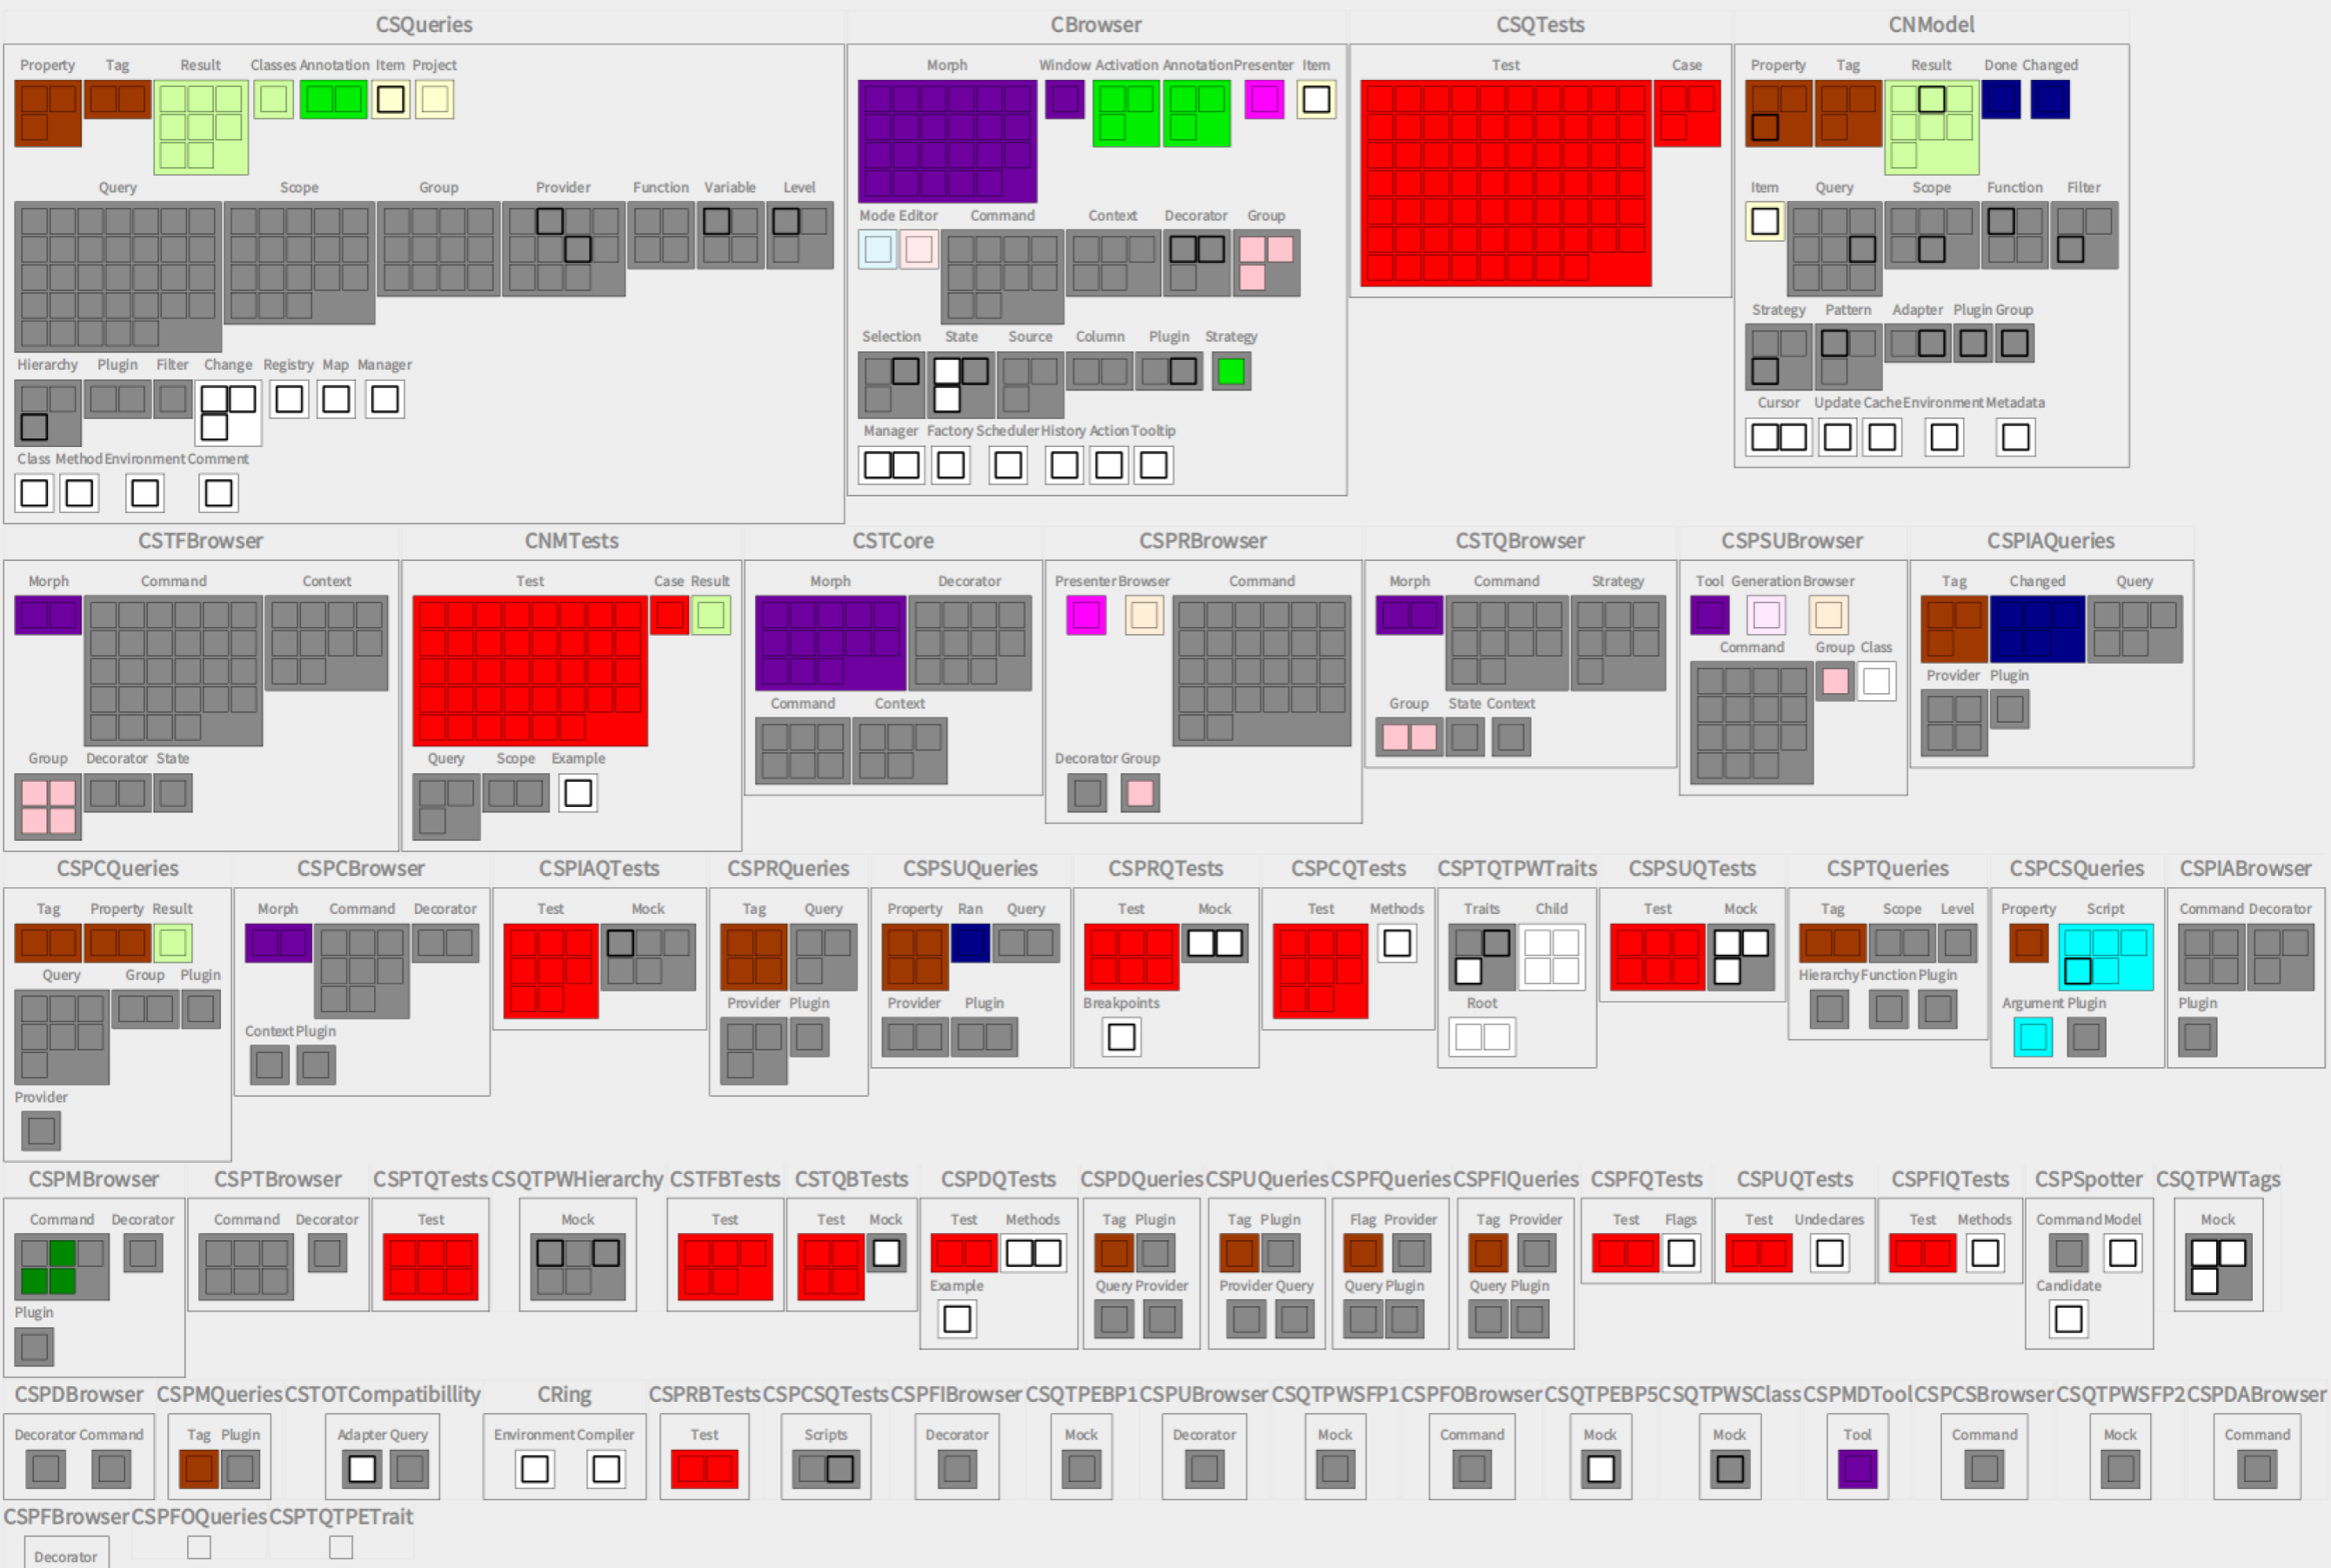 CSQueries CBrowser CSQTests CNModel
Property Tag Result Classes Annotation Item Project Morph Window Activation Annotation Presenter Item Test Case Property Tag Result Done Changed
Query Scope Group Provider Function Variable Level Item Query Scope Function Filter
Mode Editor Command Context Decorator Group
Strategy Pattern Adapter Plugin Group
Selection State Source Column Plugin Strategy
Hierarchy Plugin Filter Change Registry Map Manager
Cursor Update Cache Environment Metadata
Manager Factory Scheduler History Action Tooltip
Class Method Environment Comment
CSTFBrowser CNMTests CSTCore CSPRBrowser CSTQBrowser CSPSUBrowser CSPIAQueries
Morph Command Context Test Case Result Morph Decorator Presenter Browser Command Morph Command Strategy Tool Generation Browser Tag Changed Query
Command Group Class
Provider Plugin
Command Context Group State Context
Group Decorator State Query Scope Example Decorator Group
CSPCQueries CSPCBrowser CSPIAQTests CSPRQueries CSPSUQueries CSPRQTests CSPCQTests CSPTQTPWTraits CSPSUQTests CSPTQueries CSPCSQueries CSPIABrowser
Tag Property Result Morph Command Decorator Test Mock Tag Query Property Ran Query Test Mock Test Methods Traits Child Test Mock Tag Scope Level Property Script Command Decorator
Query Group Plugin Hierarchy Function Plugin
Provider Plugin Provider Plugin Breakpoints Root Argument Plugin Plugin
Context Plugin
Provider
CSPMBrowser CSPTBrowser CSPTQTests CSQTPWHierarchy CSTFBTests CSTQBTests CSPDQTests CSPDQueries CSPUQueries CSPFQueries CSPFIQueries CSPFQTests CSPUQTests CSPFIQTests CSPSpotter CSQTPWTags
Command Decorator Command Decorator Test Mock Test Test Mock Test Methods Tag Plugin Tag Plugin Flag Provider Tag Provider Test Flags Test Undeclares Test Methods Command Model Mock
Example Query Provider Provider Query Query Plugin Query Plugin Candidate
Plugin
CSPDBrowser CSPMQueries CSTOTCompatibillity CRing CSPRBTests CSPCSQTests CSPFIBrowser CSQTPEBP1 CSPUBrowser CSQTPWSFP1 CSPFOBrowser CSQTPEBP5 CSQTPWSClass CSPMDTool CSPCSBrowser CSQTPWSFP2 CSPDABrowser
Decorator Command Tag Plugin Adapter Query Environment Compiler Test Scripts Decorator Mock Decorator Mock Command Mock Mock Tool Command Mock Command
CSPFBrowser CSPFOQueries CSPTQTPETrait
Decorator